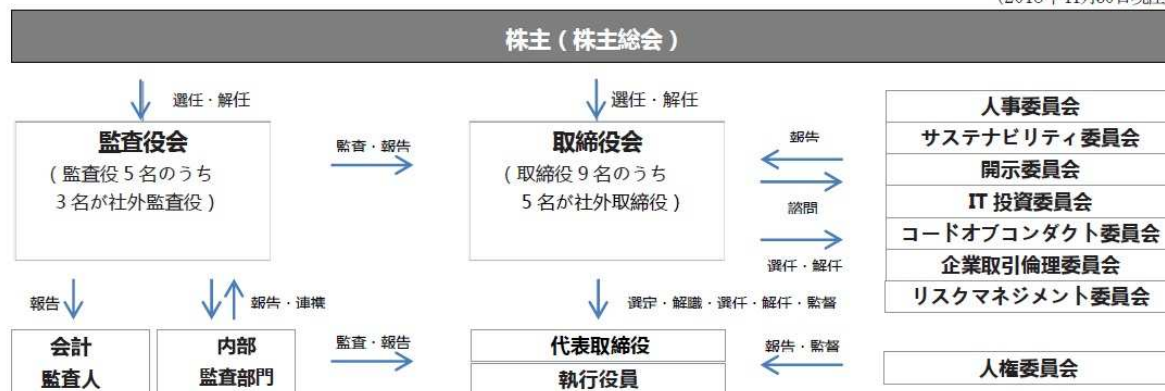 株主（株主総会）
選任・解任
選任・解任
監査役会
（監査役５名のうち
３名が社外監査役）
監査・報告
取締役会
（取締役９名のうち
５名が社外取締役）
報告
諮問
選任・解任
人事委員会
サステナビリティ委員会
開示委員会
IT 投資委員会
コードオブコンダクト委員会
企業取引倫理委員会
リスクマネジメント委員会
報告
報告・連携
選定・解職・選任・解任・監督
会計
監査人
内部
監査部門
監査・報告
代表取締役
執行役員
報告・監督
人権委員会